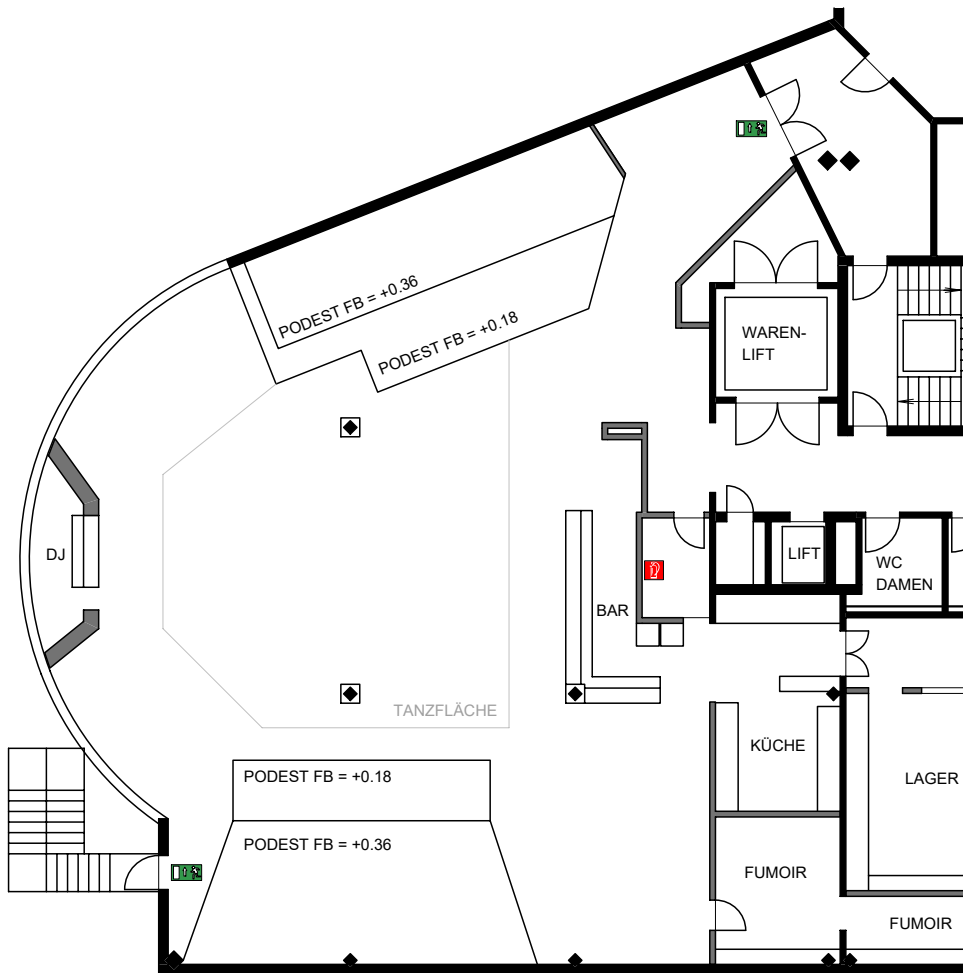 PODEST FB = +0.36
PODEST FB = +0.18
WAREN-
LIFT
DJ
LIFT
WC
DAMEN
BAR
TANZFLÄCHE
KÜCHE
PODEST FB = +0.18
LAGER
PODEST FB = +0.36
FUMOIR
FUMOIR